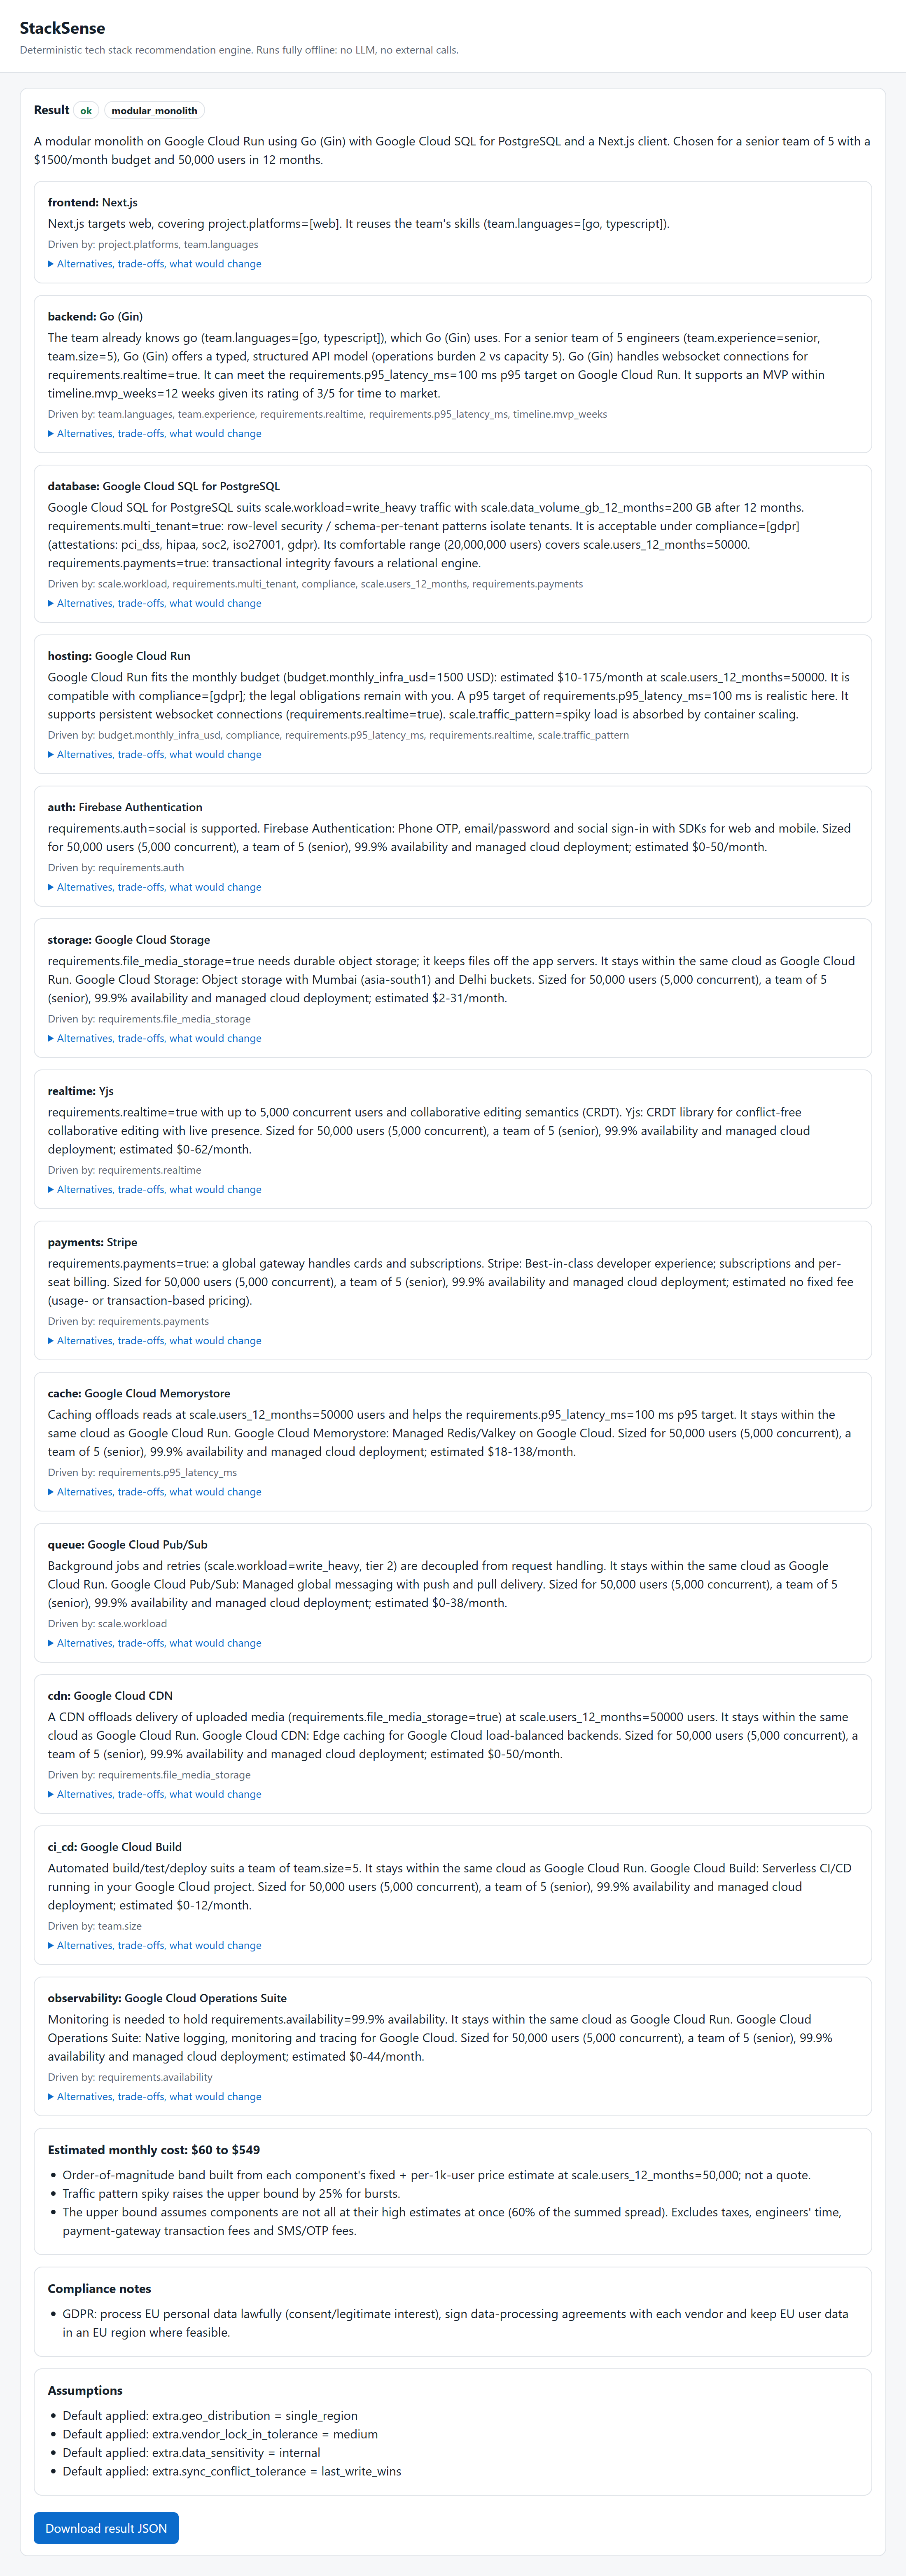 StackSense
Deterministic tech stack recommendation engine. Runs fully offline: no LLM, no external calls.
Result ok modular_monolith
A modular monolith on Google Cloud Run using Go (Gin) with Google Cloud SQL for PostgreSQL and a Next.js client. Chosen for a senior team of 5 with a
$1500/month budget and 50,000 users in 12 months.
frontend: Next.js
Next.js targets web, covering project.platforms=[web]. It reuses the team's skills (team.languages=[go, typescript]).
Driven by: project.platforms, team.languages
▶ Alternatives, trade-offs, what would change
backend: Go (Gin)
The team already knows go (team.languages=[go, typescript]), which Go (Gin) uses. For a senior team of 5 engineers (team.experience=senior,
team.size=5), Go (Gin) offers a typed, structured API model (operations burden 2 vs capacity 5). Go (Gin) handles websocket connections for
requirements.realtime=true. It can meet the requirements.p95_latency_ms=100 ms p95 target on Google Cloud Run. It supports an MVP within
timeline.mvp_weeks=12 weeks given its rating of 3/5 for time to market.
Driven by: team.languages, team.experience, requirements.realtime, requirements.p95_latency_ms, timeline.mvp_weeks
▶ Alternatives, trade-offs, what would change
database: Google Cloud SQL for PostgreSQL
Google Cloud SQL for PostgreSQL suits scale.workload=write_heavy traffic with scale.data_volume_gb_12_months=200 GB after 12 months.
requirements.multi_tenant=true: row-level security / schema-per-tenant patterns isolate tenants. It is acceptable under compliance=[gdpr]
(attestations: pci_dss, hipaa, soc2, iso27001, gdpr). Its comfortable range (20,000,000 users) covers scale.users_12_months=50000.
requirements.payments=true: transactional integrity favours a relational engine.
Driven by: scale.workload, requirements.multi_tenant, compliance, scale.users_12_months, requirements.payments
▶ Alternatives, trade-offs, what would change
hosting: Google Cloud Run
Google Cloud Run fits the monthly budget (budget.monthly_infra_usd=1500 USD): estimated $10-175/month at scale.users_12_months=50000. It is
compatible with compliance=[gdpr]; the legal obligations remain with you. A p95 target of requirements.p95_latency_ms=100 ms is realistic here. It
supports persistent websocket connections (requirements.realtime=true). scale.traffic_pattern=spiky load is absorbed by container scaling.
Driven by: budget.monthly_infra_usd, compliance, requirements.p95_latency_ms, requirements.realtime, scale.traffic_pattern
▶ Alternatives, trade-offs, what would change
auth: Firebase Authentication
requirements.auth=social is supported. Firebase Authentication: Phone OTP, email/password and social sign-in with SDKs for web and mobile. Sized
for 50,000 users (5,000 concurrent), a team of 5 (senior), 99.9% availability and managed cloud deployment; estimated $0-50/month.
Driven by: requirements.auth
▶ Alternatives, trade-offs, what would change
storage: Google Cloud Storage
requirements.file_media_storage=true needs durable object storage; it keeps files off the app servers. It stays within the same cloud as Google Cloud
Run. Google Cloud Storage: Object storage with Mumbai (asia-south1) and Delhi buckets. Sized for 50,000 users (5,000 concurrent), a team of 5
(senior), 99.9% availability and managed cloud deployment; estimated $2-31/month.
Driven by: requirements.file_media_storage
▶ Alternatives, trade-offs, what would change
realtime: Yjs
requirements.realtime=true with up to 5,000 concurrent users and collaborative editing semantics (CRDT). Yjs: CRDT library for conflict-free
collaborative editing with live presence. Sized for 50,000 users (5,000 concurrent), a team of 5 (senior), 99.9% availability and managed cloud
deployment; estimated $0-62/month.
Driven by: requirements.realtime
▶ Alternatives, trade-offs, what would change
payments: Stripe
requirements.payments=true: a global gateway handles cards and subscriptions. Stripe: Best-in-class developer experience; subscriptions and per-
seat billing. Sized for 50,000 users (5,000 concurrent), a team of 5 (senior), 99.9% availability and managed cloud deployment; estimated no fixed fee
(usage- or transaction-based pricing).
Driven by: requirements.payments
▶ Alternatives, trade-offs, what would change
cache: Google Cloud Memorystore
Caching offloads reads at scale.users_12_months=50000 users and helps the requirements.p95_latency_ms=100 ms p95 target. It stays within the
same cloud as Google Cloud Run. Google Cloud Memorystore: Managed Redis/Valkey on Google Cloud. Sized for 50,000 users (5,000 concurrent), a
team of 5 (senior), 99.9% availability and managed cloud deployment; estimated $18-138/month.
Driven by: requirements.p95_latency_ms
▶ Alternatives, trade-offs, what would change
queue: Google Cloud Pub/Sub
Background jobs and retries (scale.workload=write_heavy, tier 2) are decoupled from request handling. It stays within the same cloud as Google
Cloud Run. Google Cloud Pub/Sub: Managed global messaging with push and pull delivery. Sized for 50,000 users (5,000 concurrent), a team of 5
(senior), 99.9% availability and managed cloud deployment; estimated $0-38/month.
Driven by: scale.workload
▶ Alternatives, trade-offs, what would change
cdn: Google Cloud CDN
A CDN offloads delivery of uploaded media (requirements.file_media_storage=true) at scale.users_12_months=50000 users. It stays within the same
cloud as Google Cloud Run. Google Cloud CDN: Edge caching for Google Cloud load-balanced backends. Sized for 50,000 users (5,000 concurrent), a
team of 5 (senior), 99.9% availability and managed cloud deployment; estimated $0-50/month.
Driven by: requirements.file_media_storage
▶ Alternatives, trade-offs, what would change
ci_cd: Google Cloud Build
Automated build/test/deploy suits a team of team.size=5. It stays within the same cloud as Google Cloud Run. Google Cloud Build: Serverless CI/CD
running in your Google Cloud project. Sized for 50,000 users (5,000 concurrent), a team of 5 (senior), 99.9% availability and managed cloud
deployment; estimated $0-12/month.
Driven by: team.size
▶ Alternatives, trade-offs, what would change
observability: Google Cloud Operations Suite
Monitoring is needed to hold requirements.availability=99.9% availability. It stays within the same cloud as Google Cloud Run. Google Cloud
Operations Suite: Native logging, monitoring and tracing for Google Cloud. Sized for 50,000 users (5,000 concurrent), a team of 5 (senior), 99.9%
availability and managed cloud deployment; estimated $0-44/month.
Driven by: requirements.availability
▶ Alternatives, trade-offs, what would change
Estimated monthly cost: $60 to $549
• Order-of-magnitude band built from each component's fixed + per-1k-user price estimate at scale.users_12_months=50,000; not a quote.
• Traffic pattern spiky raises the upper bound by 25% for bursts.
• The upper bound assumes components are not all at their high estimates at once (60% of the summed spread). Excludes taxes, engineers' time,
payment-gateway transaction fees and SMS/OTP fees.
Compliance notes
• GDPR: process EU personal data lawfully (consent/legitimate interest), sign data-processing agreements with each vendor and keep EU user data
in an EU region where feasible.
Assumptions
• Default applied: extra.geo_distribution = single_region
• Default applied: extra.vendor_lock_in_tolerance = medium
• Default applied: extra.data_sensitivity = internal
• Default applied: extra.sync_conflict_tolerance = last_write_wins
Download result JSON